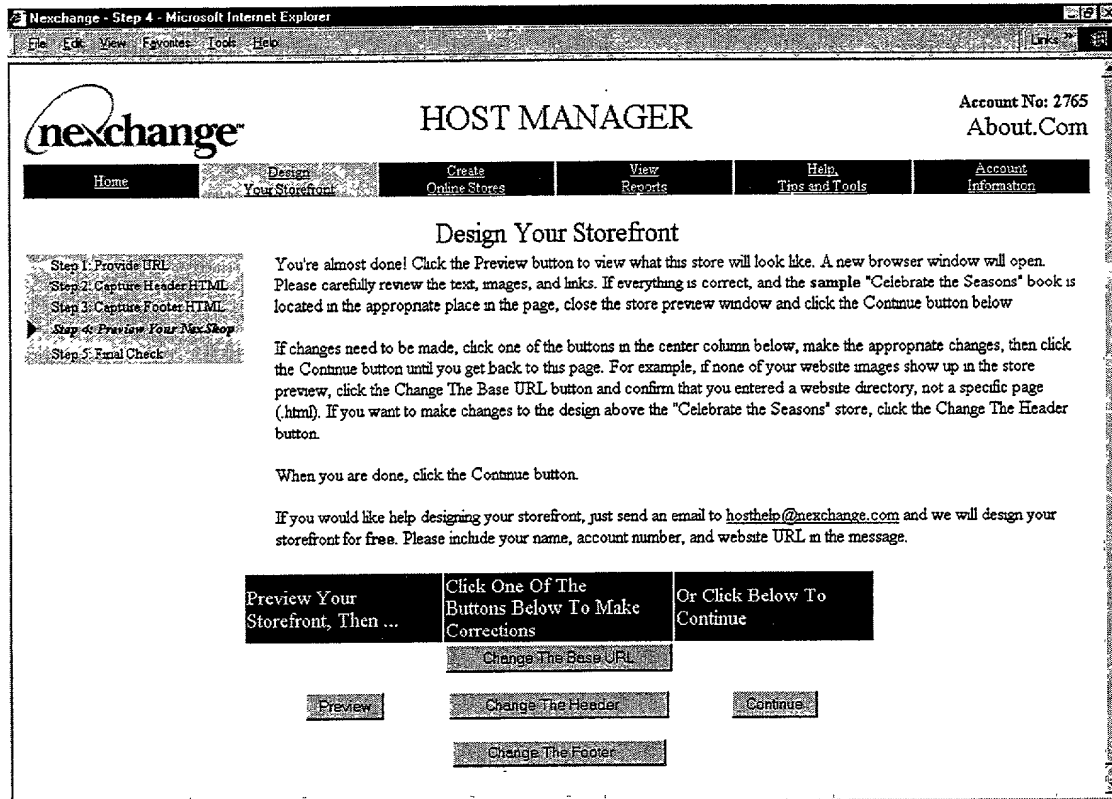 Nexchange - Step 4 - Microsoft Internet Explorer
File Edit View Favorites Tools Help
Links »
nexchange™
HOST MANAGER
Account No: 2765
About.Com
Home
Design
Your Storefront
Create
Online Stores
View
Reports
Help,
Tips and Tools
Account
Information
Design Your Storefront
Step 1: Provide URL
Step 2: Capture Header HTML
Step 3: Capture Footer HTML
Step 4: Preview Your NexShop
Step 5: Final Check
You're almost done! Click the Preview button to view what this store will look like. A new browser window will open.
Please carefully review the text, images, and links. If everything is correct, and the sample "Celebrate the Seasons" book is
located in the appropriate place in the page, close the store preview window and click the Continue button below
If changes need to be made, click one of the buttons in the center column below, make the appropriate changes, then click
the Continue button until you get back to this page. For example, if none of your website images show up in the store
preview, click the Change The Base URL button and confirm that you entered a website directory, not a specific page
(.html). If you want to make changes to the design above the "Celebrate the Seasons" store, click the Change The Header
button.
When you are done, click the Continue button.
If you would like help designing your storefront, just send an email to hosthelp@nexchange.com and we will design your
storefront for free. Please include your name, account number, and website URL in the message.
Preview Your
Storefront, Then ...
Click One Of The
Buttons Below To Make
Corrections
Or Click Below To
Continue
Change The Base URL
Preview
Change The Header
Continue
Change The Footer